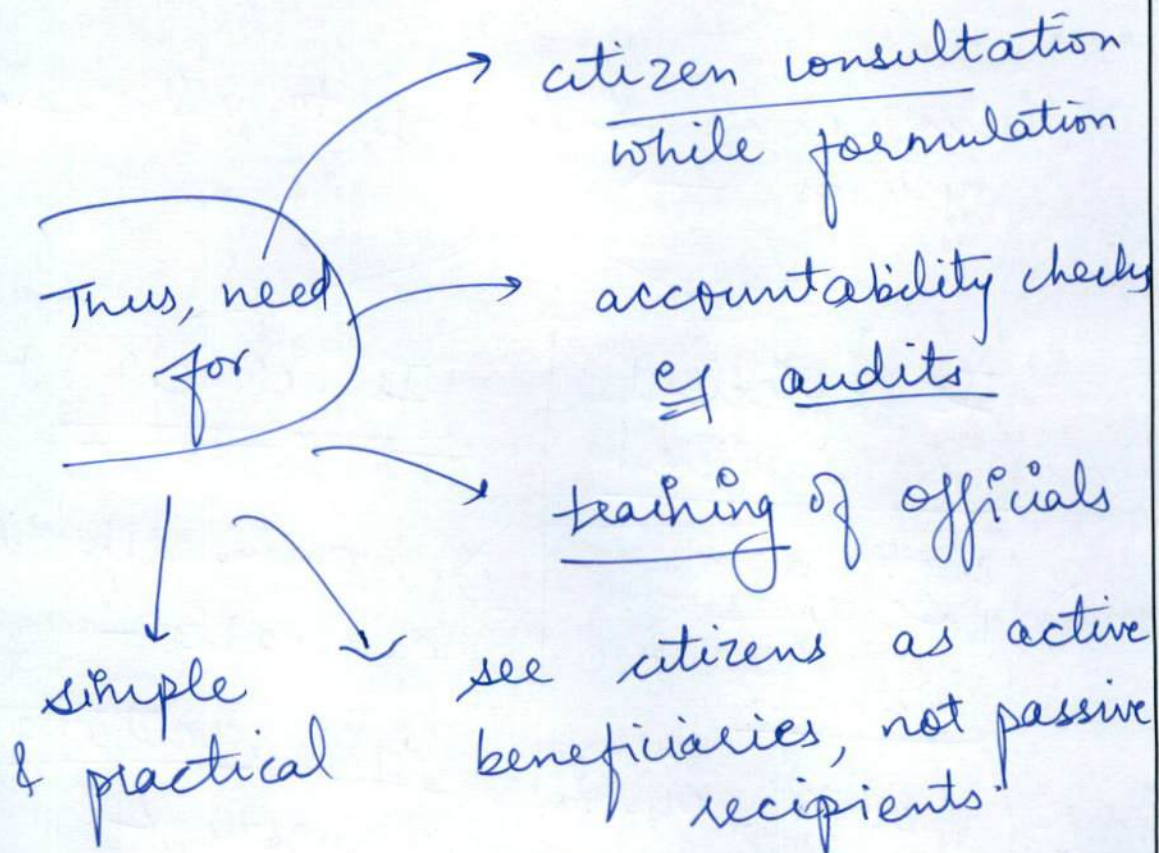 citizen consultation
while formulation
Thus, need
for
accountability checks
eg audits
training of officials
see citizens as active
beneficiaries, not passive
recipients.
simple
& practical